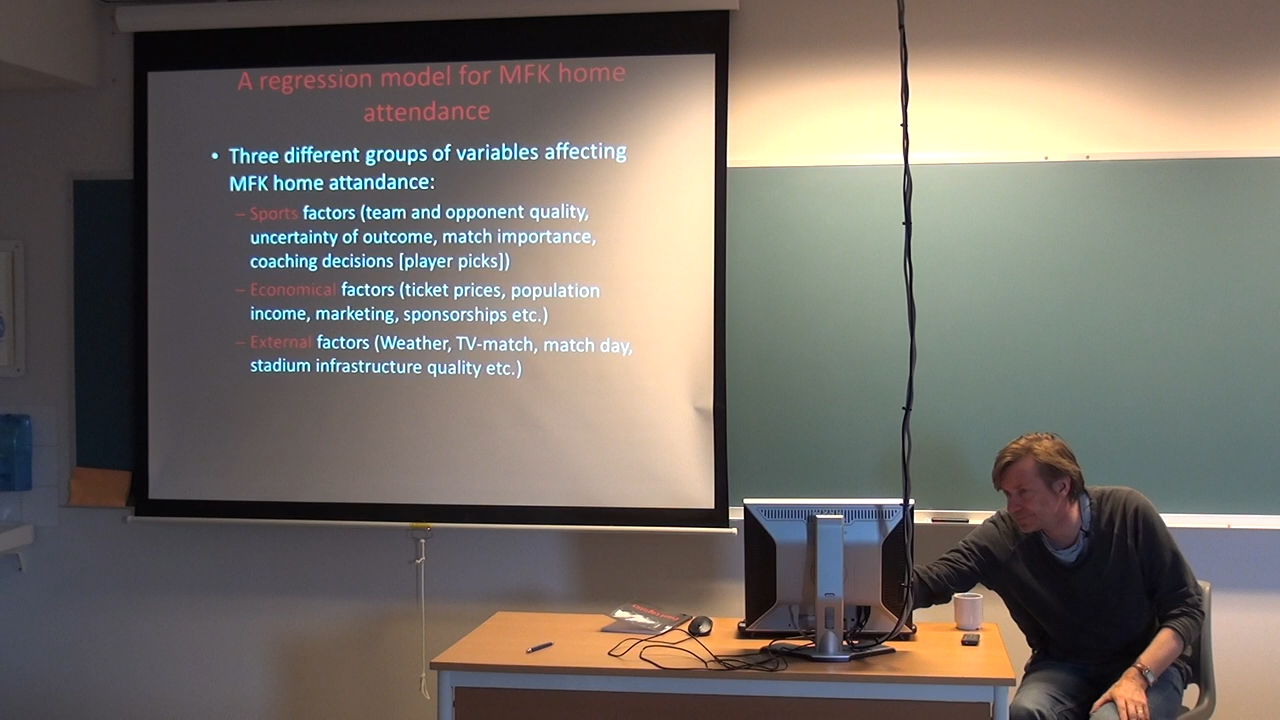 A regression model for MFK home
attendance
• Three different groups of variables affecting
MFK home attandance:
– Sports factors (team and opponent quality,
uncertainty of outcome, match importance,
coaching decisions [player picks])
– Economical factors (ticket prices, population
income, marketing, sponsorships etc.)
– External factors (Weather, TV-match, match day,
stadium infrastructure quality etc.)